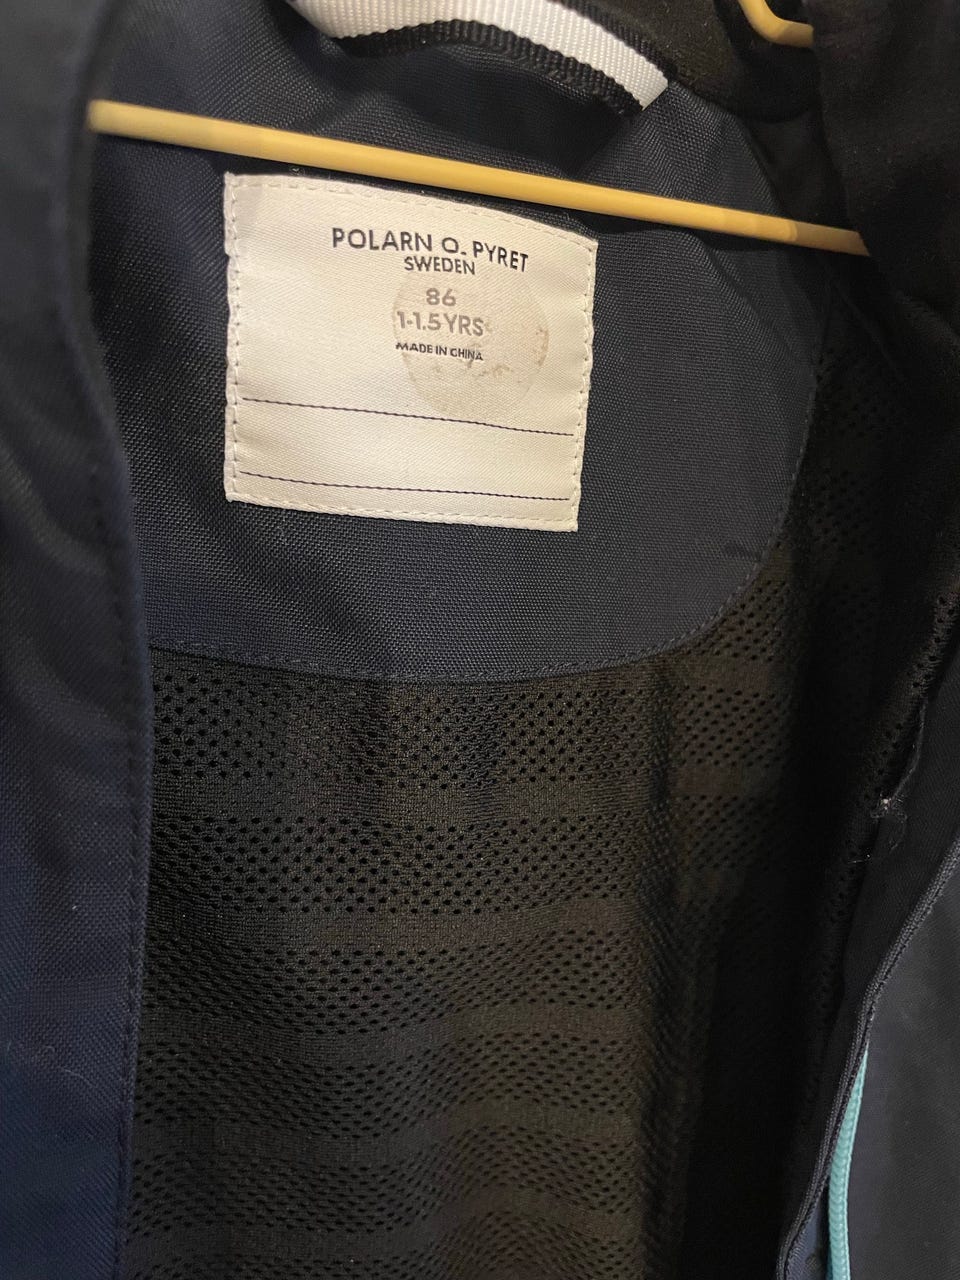 POLARN O. PYRET
SWEDEN
86
1-1.5 YRS
MADE IN CHINA